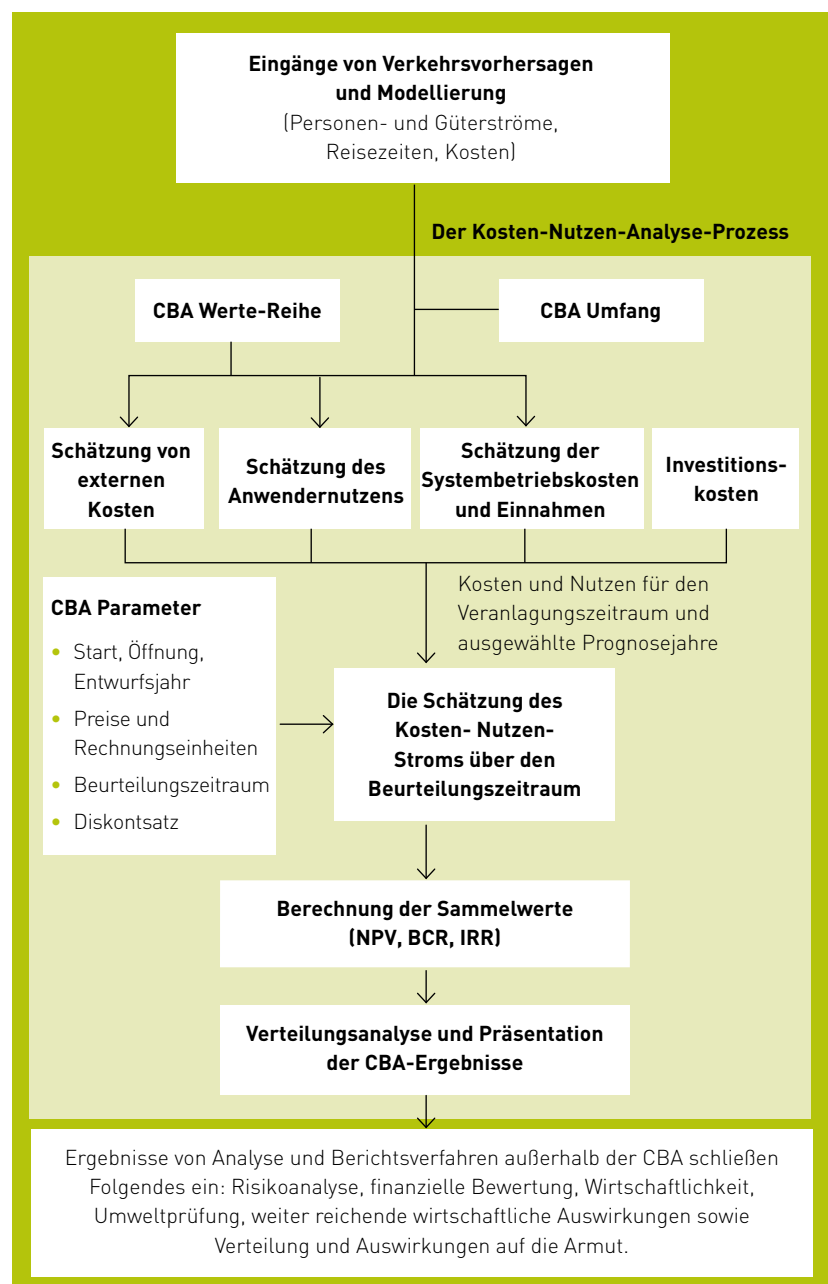 Eingänge von Verkehrsvorhersagen
und Modellierung
(Personen- und Güterströme,
Reisezeiten, Kosten)
Der Kosten-Nutzen-Analyse-Prozess
CBA Werte-Reihe
CBA Umfang
Schätzung von
externen
Kosten
Schätzung des
Anwendernutzens
Schätzung der
Systembetriebskosten
und Einnahmen
Investitions-
kosten
Kosten und Nutzen für den
Veranlagungszeitraum und
ausgewählte Prognosejahre
CBA Parameter
• Start, Öffnung,
Entwurfsjahr
• Preise und
Rechnungseinheiten
• Beurteilungszeitraum
• Diskontsatz
Die Schätzung des
Kosten- Nutzen-
Stroms über den
Beurteilungszeitraum
Berechnung der Sammelwerte
(NPV, BCR, IRR)
Verteilungsanalyse und Präsentation
der CBA-Ergebnisse
Ergebnisse von Analyse und Berichtsverfahren außerhalb der CBA schließen
Folgendes ein: Risikoanalyse, finanzielle Bewertung, Wirtschaftlichkeit,
Umweltprüfung, weiter reichende wirtschaftliche Auswirkungen sowie
Verteilung und Auswirkungen auf die Armut.